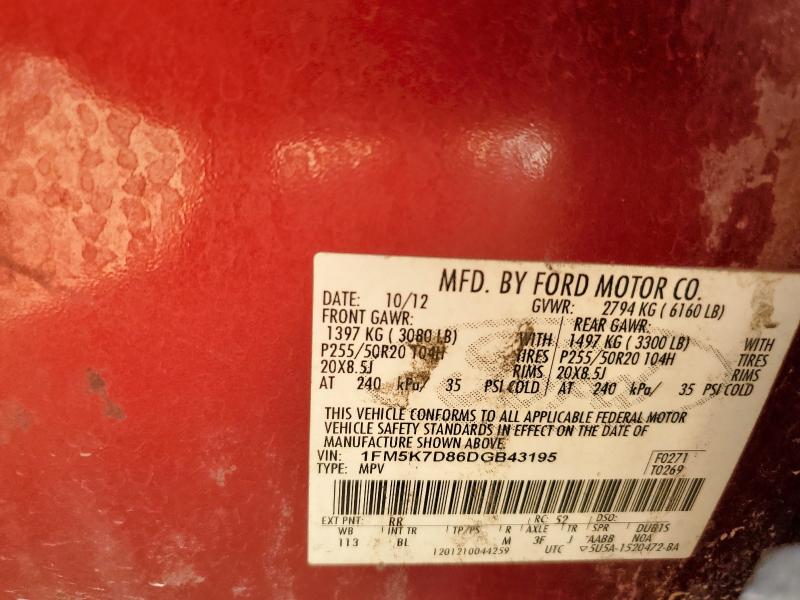 MFD. BY FORD MOTOR CO.
DATE: 10/12 GVWR: 2794 KG ( 6160 LB)
FRONT GAWR: REAR GAWR:
1397 KG ( 3080 LB) WITH 1497 KG ( 3300 LB) WITH
P255/50R20 104H TIRES P255/50R20 104H TIRES
20X8.5J RIMS 20X8.5J RIMS
AT 240 kPa/ 35 PSI COLD AT 240 kPa/ 35 PSI COLD
THIS VEHICLE CONFORMS TO ALL APPLICABLE FEDERAL MOTOR
VEHICLE SAFETY STANDARDS IN EFFECT ON THE DATE OF
MANUFACTURE SHOWN ABOVE.
VIN: 1FM5K7D86DGB43195 F0271
TYPE: MPV T0269
EXT PNT: RR RC: 52 DSO:
WB INT TR TP/PS R AXLE TR SPR
113 BL M 3F J AABB NOA
1201210044259 UTC ▽5U5A-1520472-BA